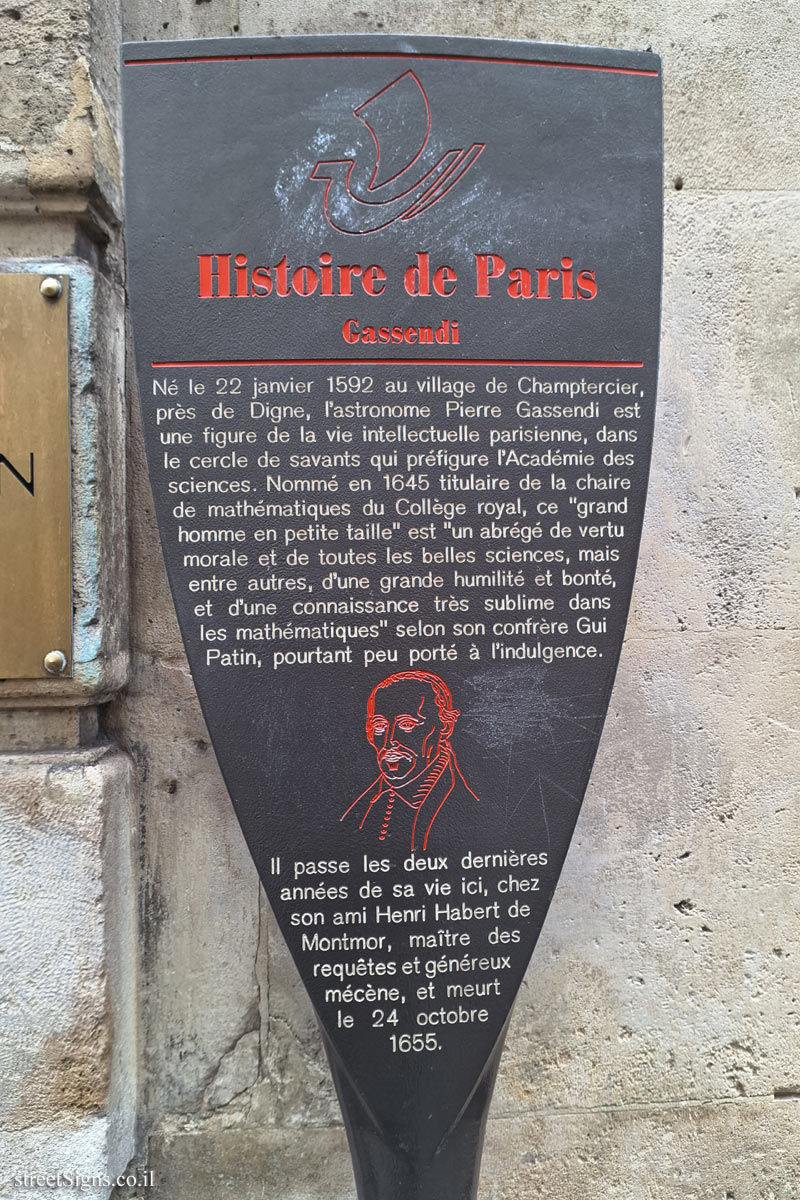 Histoire de Paris
Gassendi
Né le 22 janvier 1592 au village de Champtercier,
près de Digne, l'astronome Pierre Gassendi est
une figure de la vie intellectuelle parisienne, dans
le cercle de savants qui préfigure l'Académie des
sciences. Nommé en 1645 titulaire de la chaire
de mathématiques du Collège royal, ce "grand
homme en petite taille" est "un abrégé de vertu
morale et de toutes les belles sciences, mais
entre autres, d'une grande humilité et bonté,
et d'une connaissance très sublime dans
les mathématiques" selon son confrère Gui
Patin, pourtant peu porté à l'indulgence.
Il passe les deux dernières
années de sa vie ici, chez
son ami Henri Habert de
Montmor, maître des
requêtes et généreux
mécène, et meurt
le 24 octobre
1655.
N
streetSigns.co.il